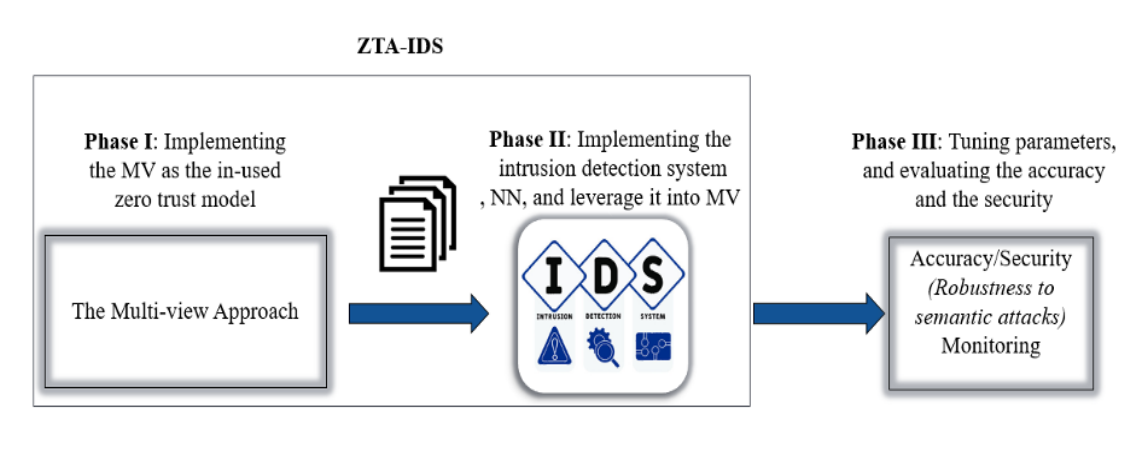 ZTA-IDS
Phase I: Implementing
the MV as the in-used
zero trust model
The Multi-view Approach
Phase II: Implementing the
intrusion detection system
, NN, and leverage it into MV
I D S
INTRUSION DETECTION SYSTEM
Phase III: Tuning parameters,
and evaluating the accuracy
and the security
Accuracy/Security
(Robustness to
semantic attacks)
Monitoring